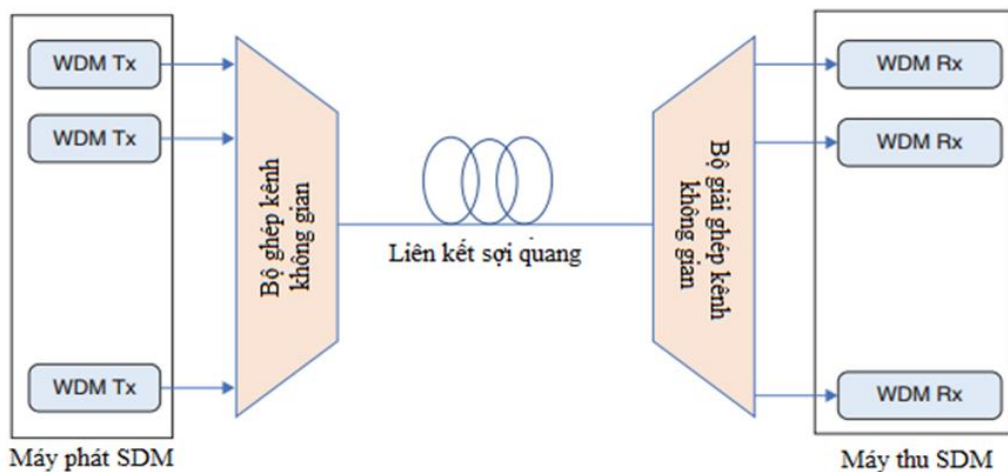 WDM Tx
WDM Tx
WDM Tx
Máy phát SDM
Bộ ghép kênh
không gian
Liên kết sợi quang
Bộ giải ghép kênh
không gian
WDM Rx
WDM Rx
WDM Rx
Máy thu SDM